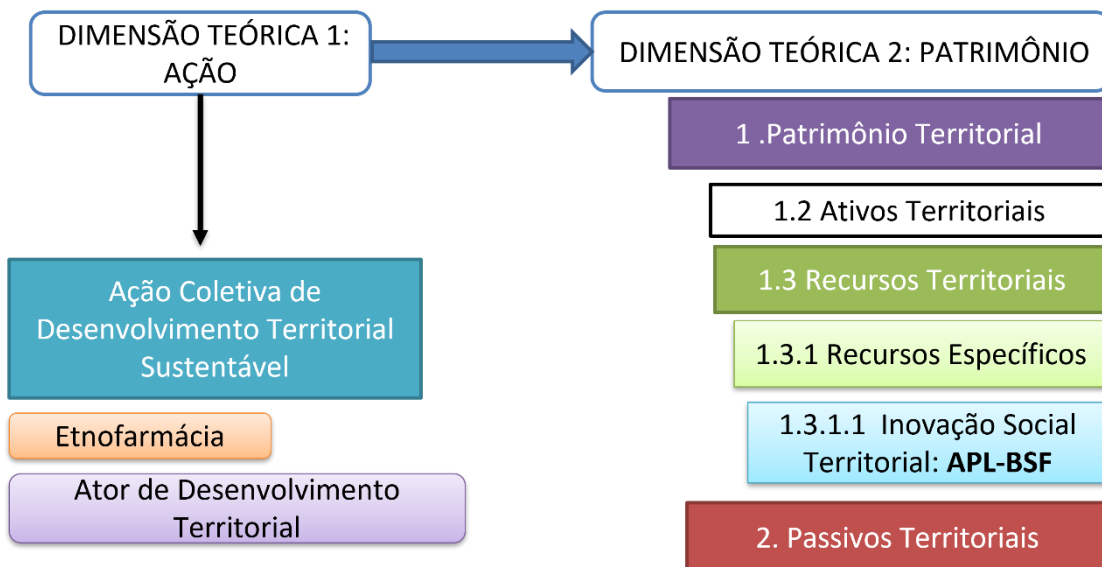 DIMENSÃO TEÓRICA 1:
AÇÃO
DIMENSÃO TEÓRICA 2: PATRIMÔNIO
1 .Patrimônio Territorial
1.2 Ativos Territoriais
Ação Coletiva de
Desenvolvimento Territorial
Sustentável
1.3 Recursos Territoriais
1.3.1 Recursos Específicos
Etnofarmácia
1.3.1.1 Inovação Social
Territorial: APL-BSF
Ator de Desenvolvimento
Territorial
2. Passivos Territoriais